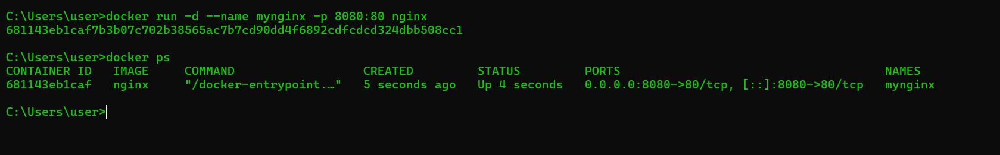 C:\Users\user>docker run -d --name mynginx -p 8080:80 nginx
681143eb1caf7b3b07c702b38565ac7b7cd90dd4f6892cdfcdcd324dbb508cc1
C:\Users\user>docker ps
CONTAINER ID   IMAGE     COMMAND                  CREATED         STATUS         PORTS                                     NAMES
681143eb1caf   nginx     "/docker-entrypoint.…"   5 seconds ago   Up 4 seconds   0.0.0.0:8080->80/tcp, [::]:8080->80/tcp   mynginx
C:\Users\user>